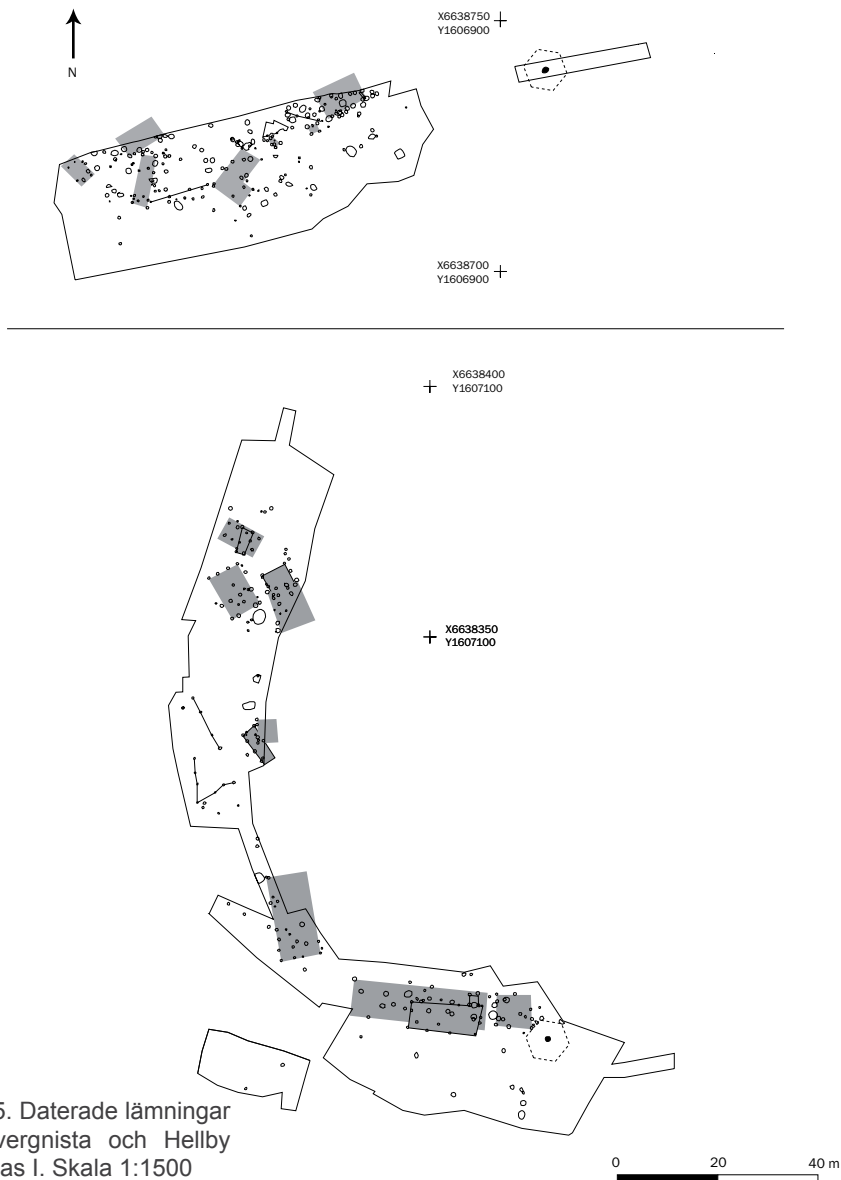 X6638750
Y1606900
N
X6638700
Y1606900
X6638400
Y1607100
X6638350
Y1607100
5. Daterade lämningar
vergnista och Hellby
as I. Skala 1:1500
0 20 40 m